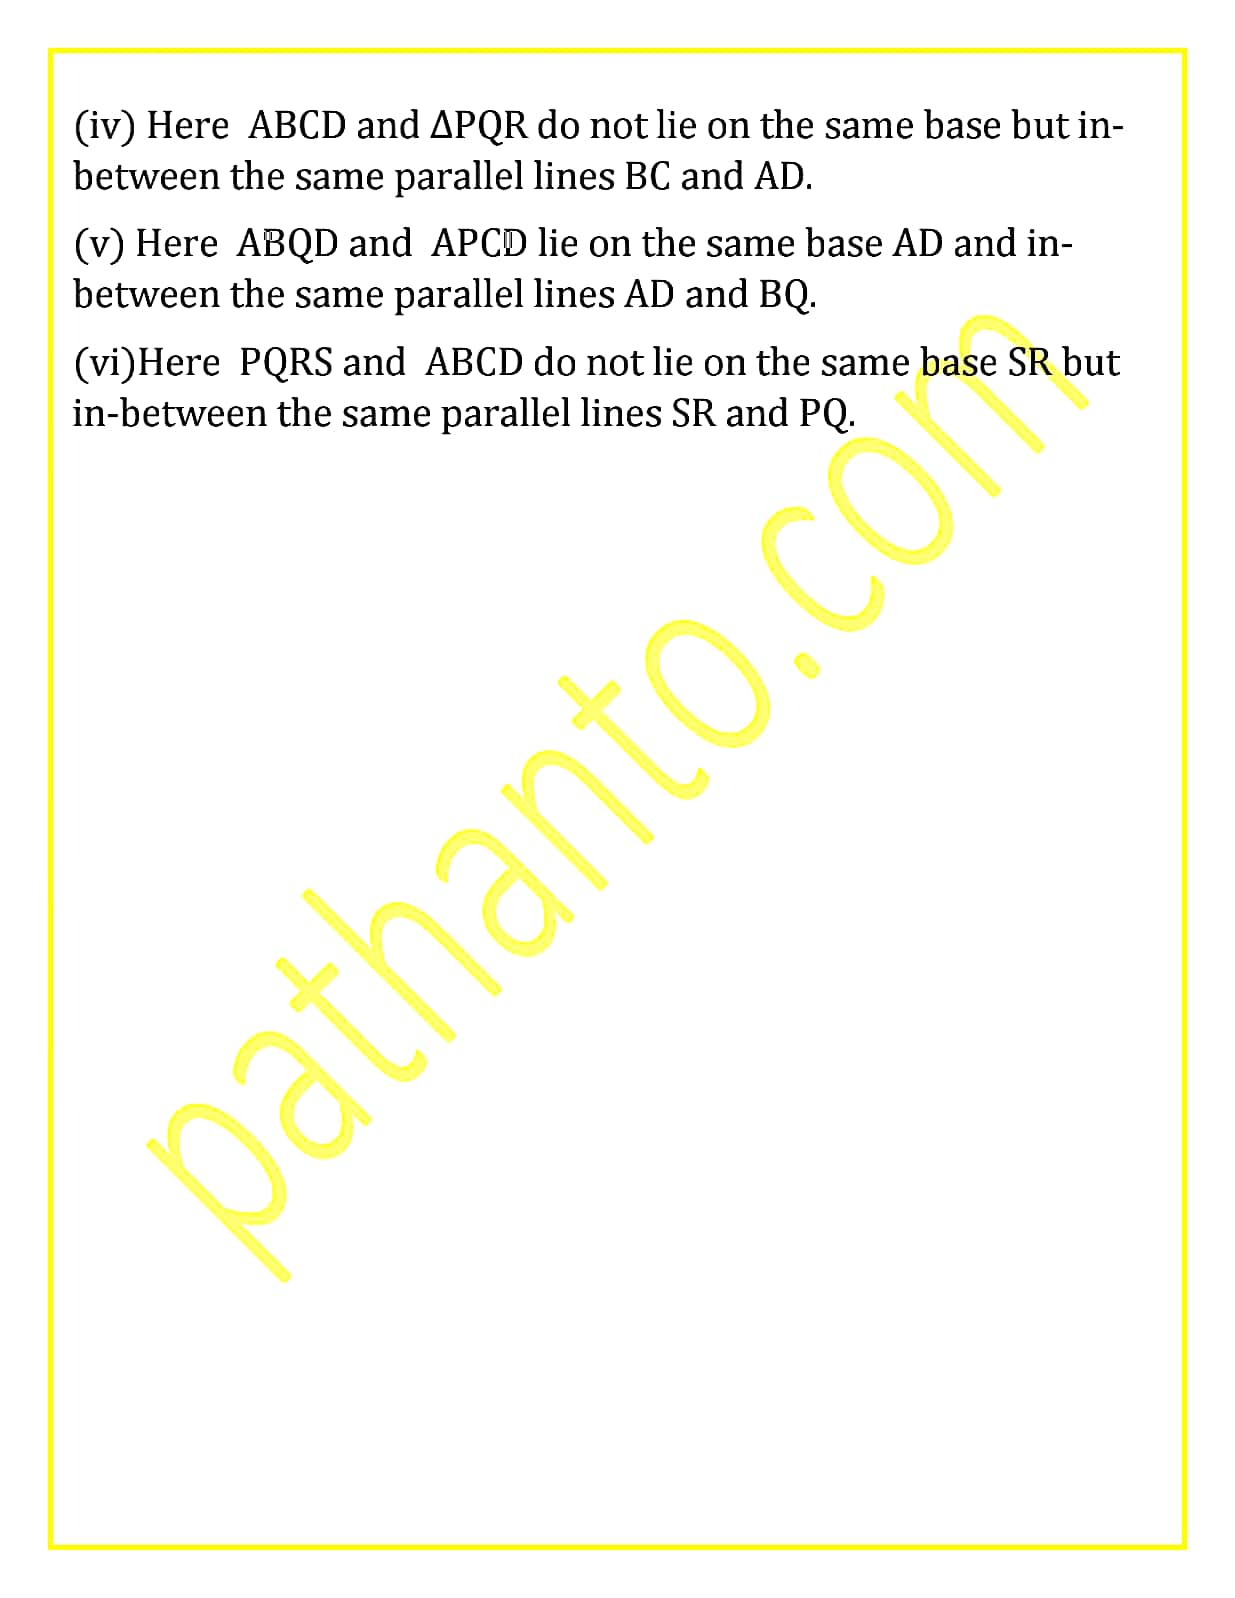 (iv) Here ABCD and ΔPQR do not lie on the same base but in-
between the same parallel lines BC and AD.
(v) Here ABQD and APCD lie on the same base AD and in-
between the same parallel lines AD and BQ.
(vi)Here PQRS and ABCD do not lie on the same base SR but
in-between the same parallel lines SR and PQ.
pathanto.com